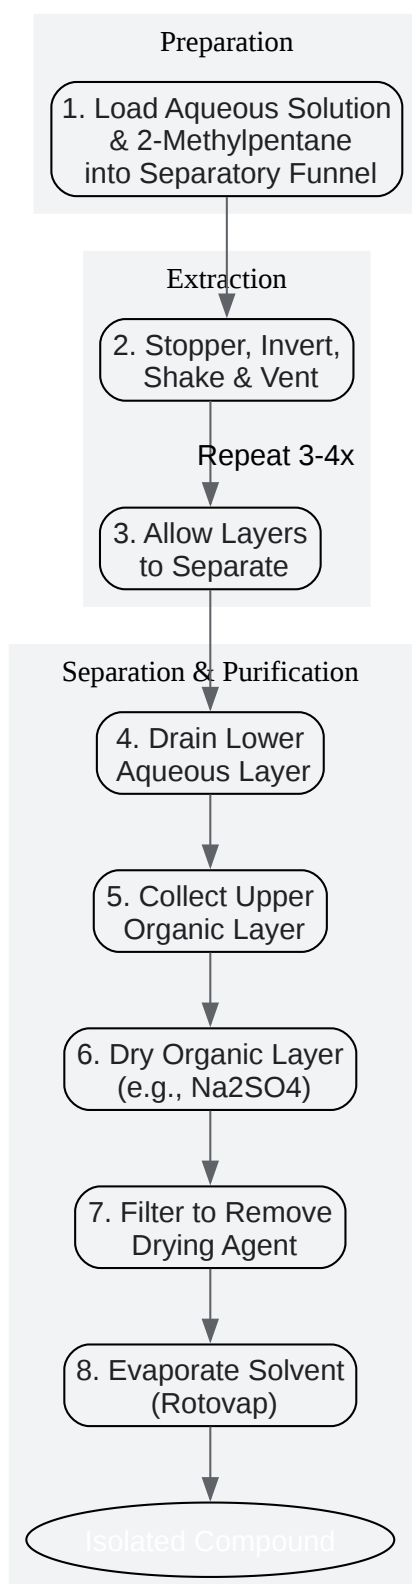 Preparation
1. Load Aqueous Solution
& 2-Methylpentane
into Separatory Funnel
Extraction
2. Stopper, Invert,
Shake & Vent
Repeat 3-4x
3. Allow Layers
to Separate
Separation & Purification
4. Drain Lower
Aqueous Layer
5. Collect Upper
Organic Layer
6. Dry Organic Layer
(e.g., Na2SO4)
7. Filter to Remove
Drying Agent
8. Evaporate Solvent
(Rotovap)
Isolated Compound